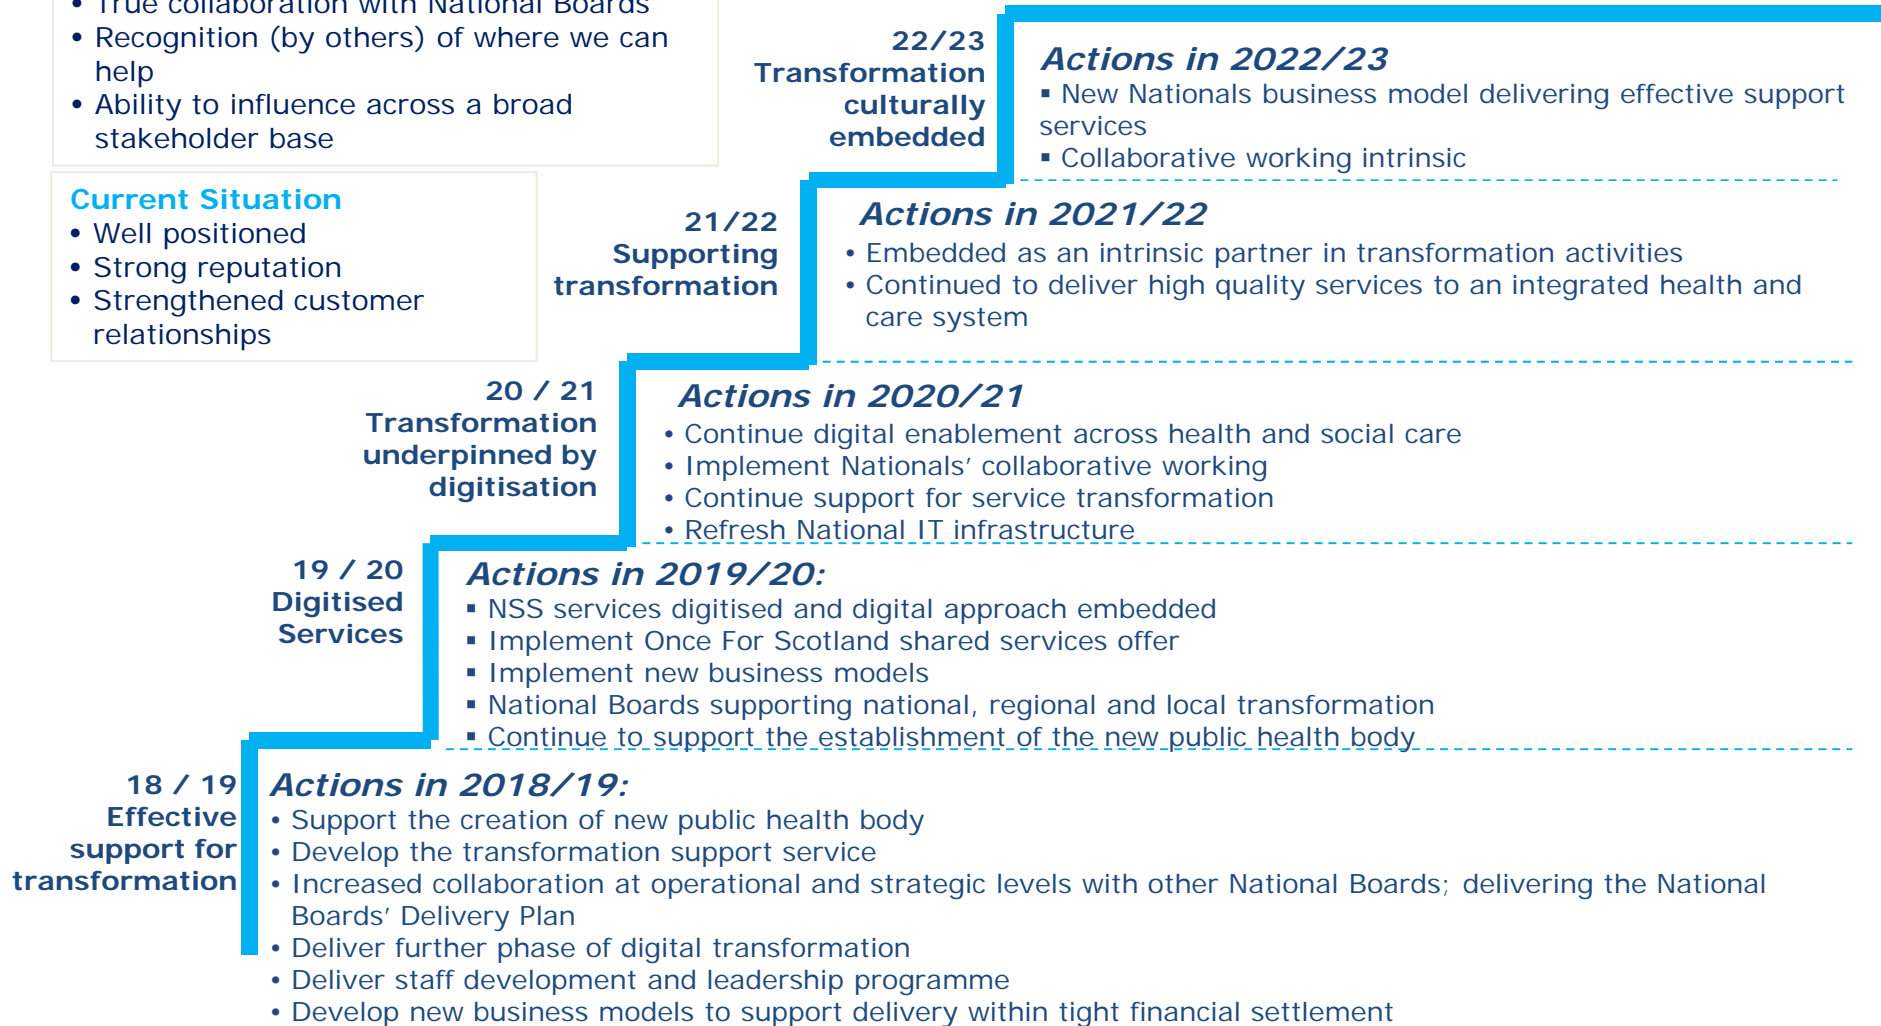 • True collaboration with National Boards
• Recognition (by others) of where we can
help
• Ability to influence across a broad
stakeholder base
Current Situation
• Well positioned
• Strong reputation
• Strengthened customer
relationships
22/23
Transformation
culturally
embedded
Actions in 2022/23
▪ New Nationals business model delivering effective support
services
▪ Collaborative working intrinsic
21/22
Supporting
transformation
Actions in 2021/22
• Embedded as an intrinsic partner in transformation activities
• Continued to deliver high quality services to an integrated health and
care system
20 / 21
Transformation
underpinned by
digitisation
Actions in 2020/21
• Continue digital enablement across health and social care
• Implement Nationals’ collaborative working
• Continue support for service transformation
• Refresh National IT infrastructure
19 / 20
Digitised
Services
Actions in 2019/20:
▪ NSS services digitised and digital approach embedded
▪ Implement Once For Scotland shared services offer
▪ Implement new business models
▪ National Boards supporting national, regional and local transformation
▪ Continue to support the establishment of the new public health body
18 / 19
Effective
support for
transformation
Actions in 2018/19:
• Support the creation of new public health body
• Develop the transformation support service
• Increased collaboration at operational and strategic levels with other National Boards; delivering the National
Boards’ Delivery Plan
• Deliver further phase of digital transformation
• Deliver staff development and leadership programme
• Develop new business models to support delivery within tight financial settlement